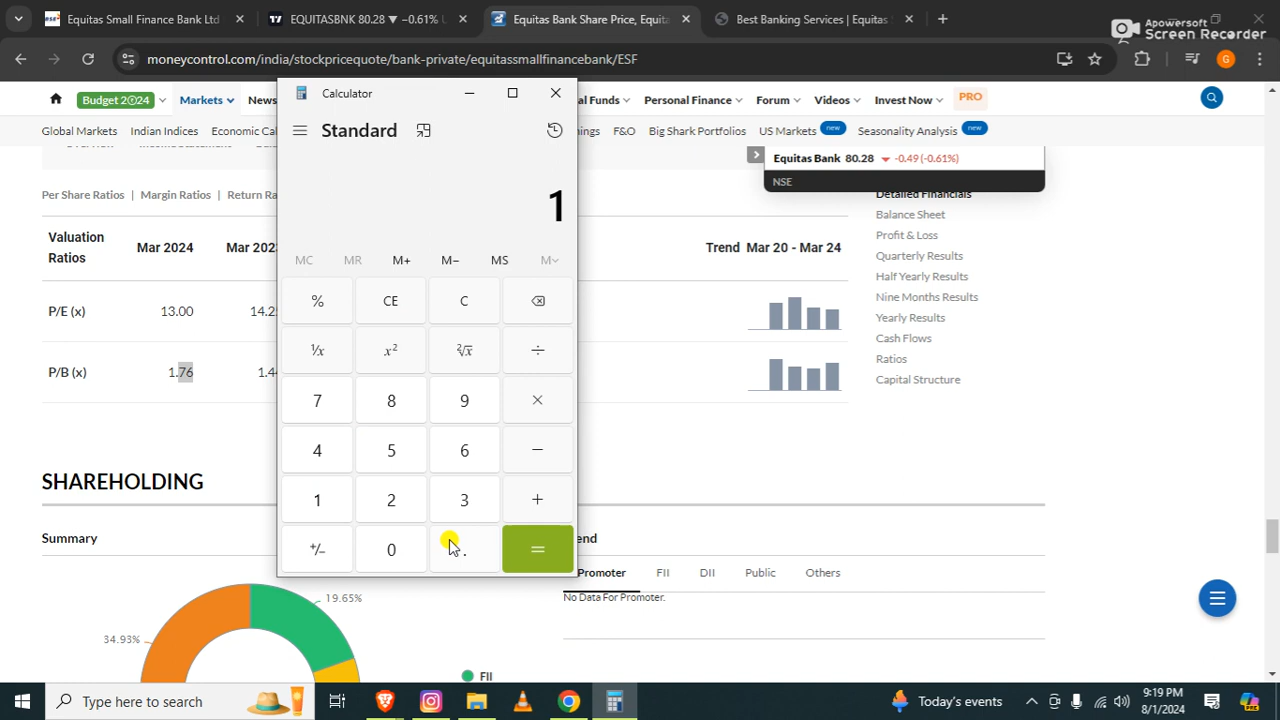 Equitas Small Finance Bank Ltd
EQUITASBNK 80.28 ▼ −0.61% U
Equitas Bank Share Price, Equita
Best Banking Services | Equitas
Apowersoft
Screen Recorder
moneycontrol.com/india/stockpricequote/bank-private/equitassmallfinancebank/ESF
Budget 2024
Markets
News
al Funds
Personal Finance
Forum
Videos
Invest Now
PRO
Global Markets
Indian Indices
Economic Cal
nings
F&O
Big Shark Portfolios
US Markets
new
Seasonality Analysis
new
Equitas Bank 80.28 ▼ -0.49 (-0.61%)
NSE
Per Share Ratios | Margin Ratios | Return Ra
Valuation
Ratios
Mar 2024
Mar 2023
Trend Mar 20 - Mar 24
P/E (x)
13.00
14.2
P/B (x)
1.76
1.4
SHAREHOLDING
Summary
19.65%
34.93%
FII
end
Promoter
FII
DII
Public
Others
No Data For Promoter.
Detailed Financials
Balance Sheet
Profit & Loss
Quarterly Results
Half Yearly Results
Nine Months Results
Yearly Results
Cash Flows
Ratios
Capital Structure
Calculator
Standard
1
MC MR M+ M− MS M
% CE C
¹/x x² ²√x ÷
7 8 9 ×
4 5 6 −
1 2 3 +
+/− 0 . =
Type here to search
Today's events
9:19 PM
8/1/2024
G
PRE